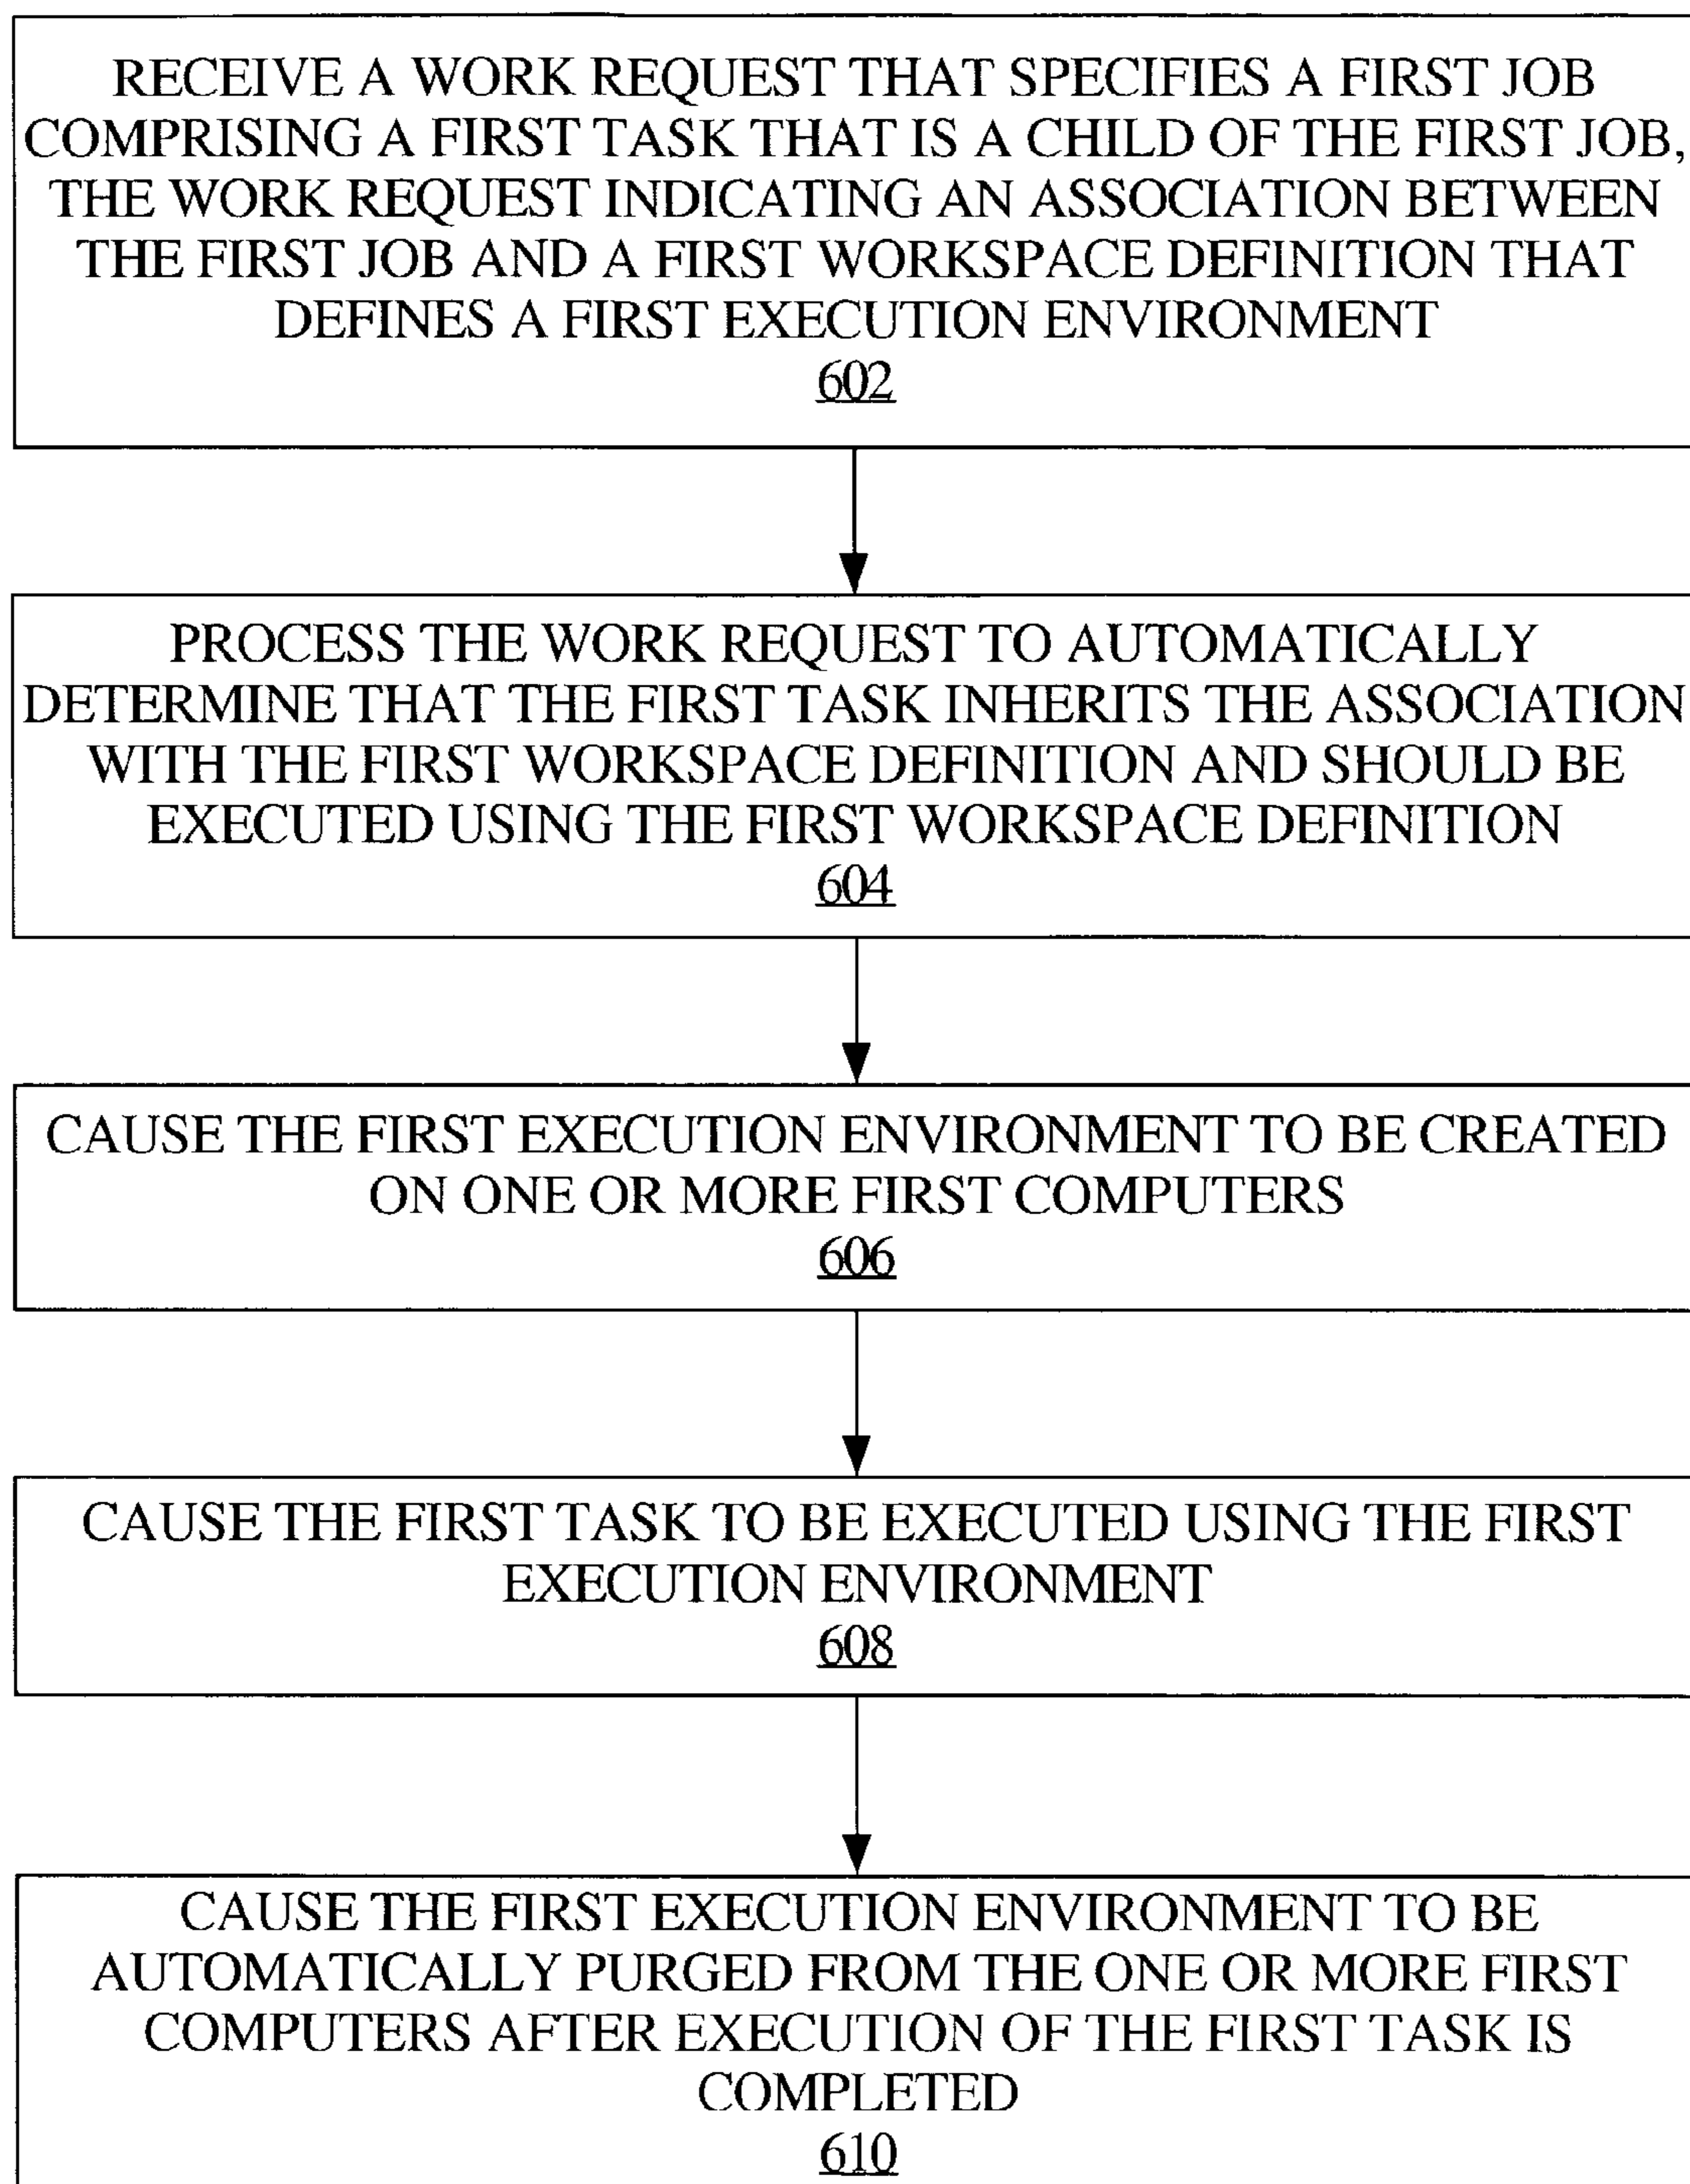 RECEIVE A WORK REQUEST THAT SPECIFIES A FIRST JOB
COMPRISING A FIRST TASK THAT IS A CHILD OF THE FIRST JOB,
THE WORK REQUEST INDICATING AN ASSOCIATION BETWEEN
THE FIRST JOB AND A FIRST WORKSPACE DEFINITION THAT
DEFINES A FIRST EXECUTION ENVIRONMENT
602
PROCESS THE WORK REQUEST TO AUTOMATICALLY
DETERMINE THAT THE FIRST TASK INHERITS THE ASSOCIATION
WITH THE FIRST WORKSPACE DEFINITION AND SHOULD BE
EXECUTED USING THE FIRST WORKSPACE DEFINITION
604
CAUSE THE FIRST EXECUTION ENVIRONMENT TO BE CREATED
ON ONE OR MORE FIRST COMPUTERS
606
CAUSE THE FIRST TASK TO BE EXECUTED USING THE FIRST
EXECUTION ENVIRONMENT
608
CAUSE THE FIRST EXECUTION ENVIRONMENT TO BE
AUTOMATICALLY PURGED FROM THE ONE OR MORE FIRST
COMPUTERS AFTER EXECUTION OF THE FIRST TASK IS
COMPLETED
610